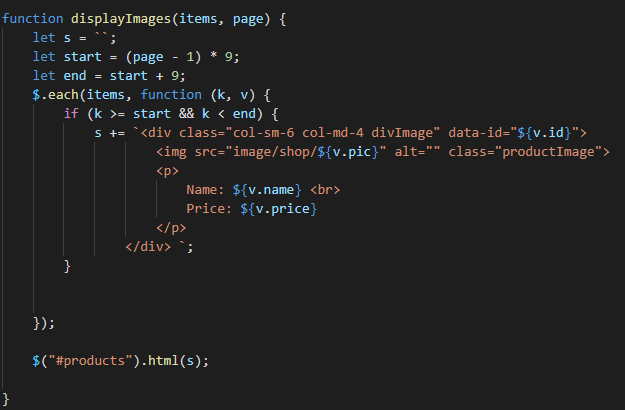 function displayImages(items, page) {
    let s = ``;
    let start = (page - 1) * 9;
    let end = start + 9;
    $.each(items, function (k, v) {
        if (k >= start && k < end) {
            s += `<div class="col-sm-6 col-md-4 divImage" data-id="${v.id}">
                    <img src="image/shop/${v.pic}" alt="" class="productImage">
                    <p>
                        Name: ${v.name} <br>
                        Price: ${v.price}
                    </p>
                </div> `;
        }
    });
    $("#products").html(s);
}